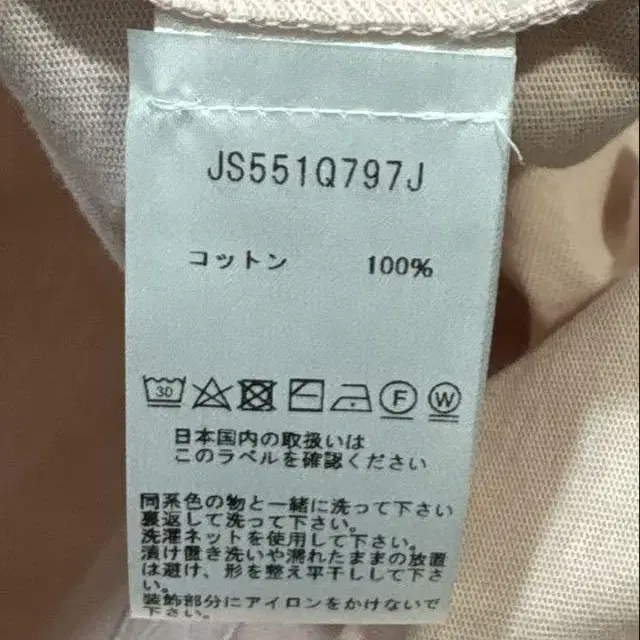 JS551Q797J
コットン 100%
30
F W
日本国内の取扱いは
このラベルを確認ください
同系色の物と一緒に洗って下さい
裏返して洗って下さい。
洗濯ネットを使用して下さい。
漬け置き洗いや濡れたままの放置
は避け、形を整え平干しして下さ
い。
装飾部分にアイロンをかけないで
下さい。